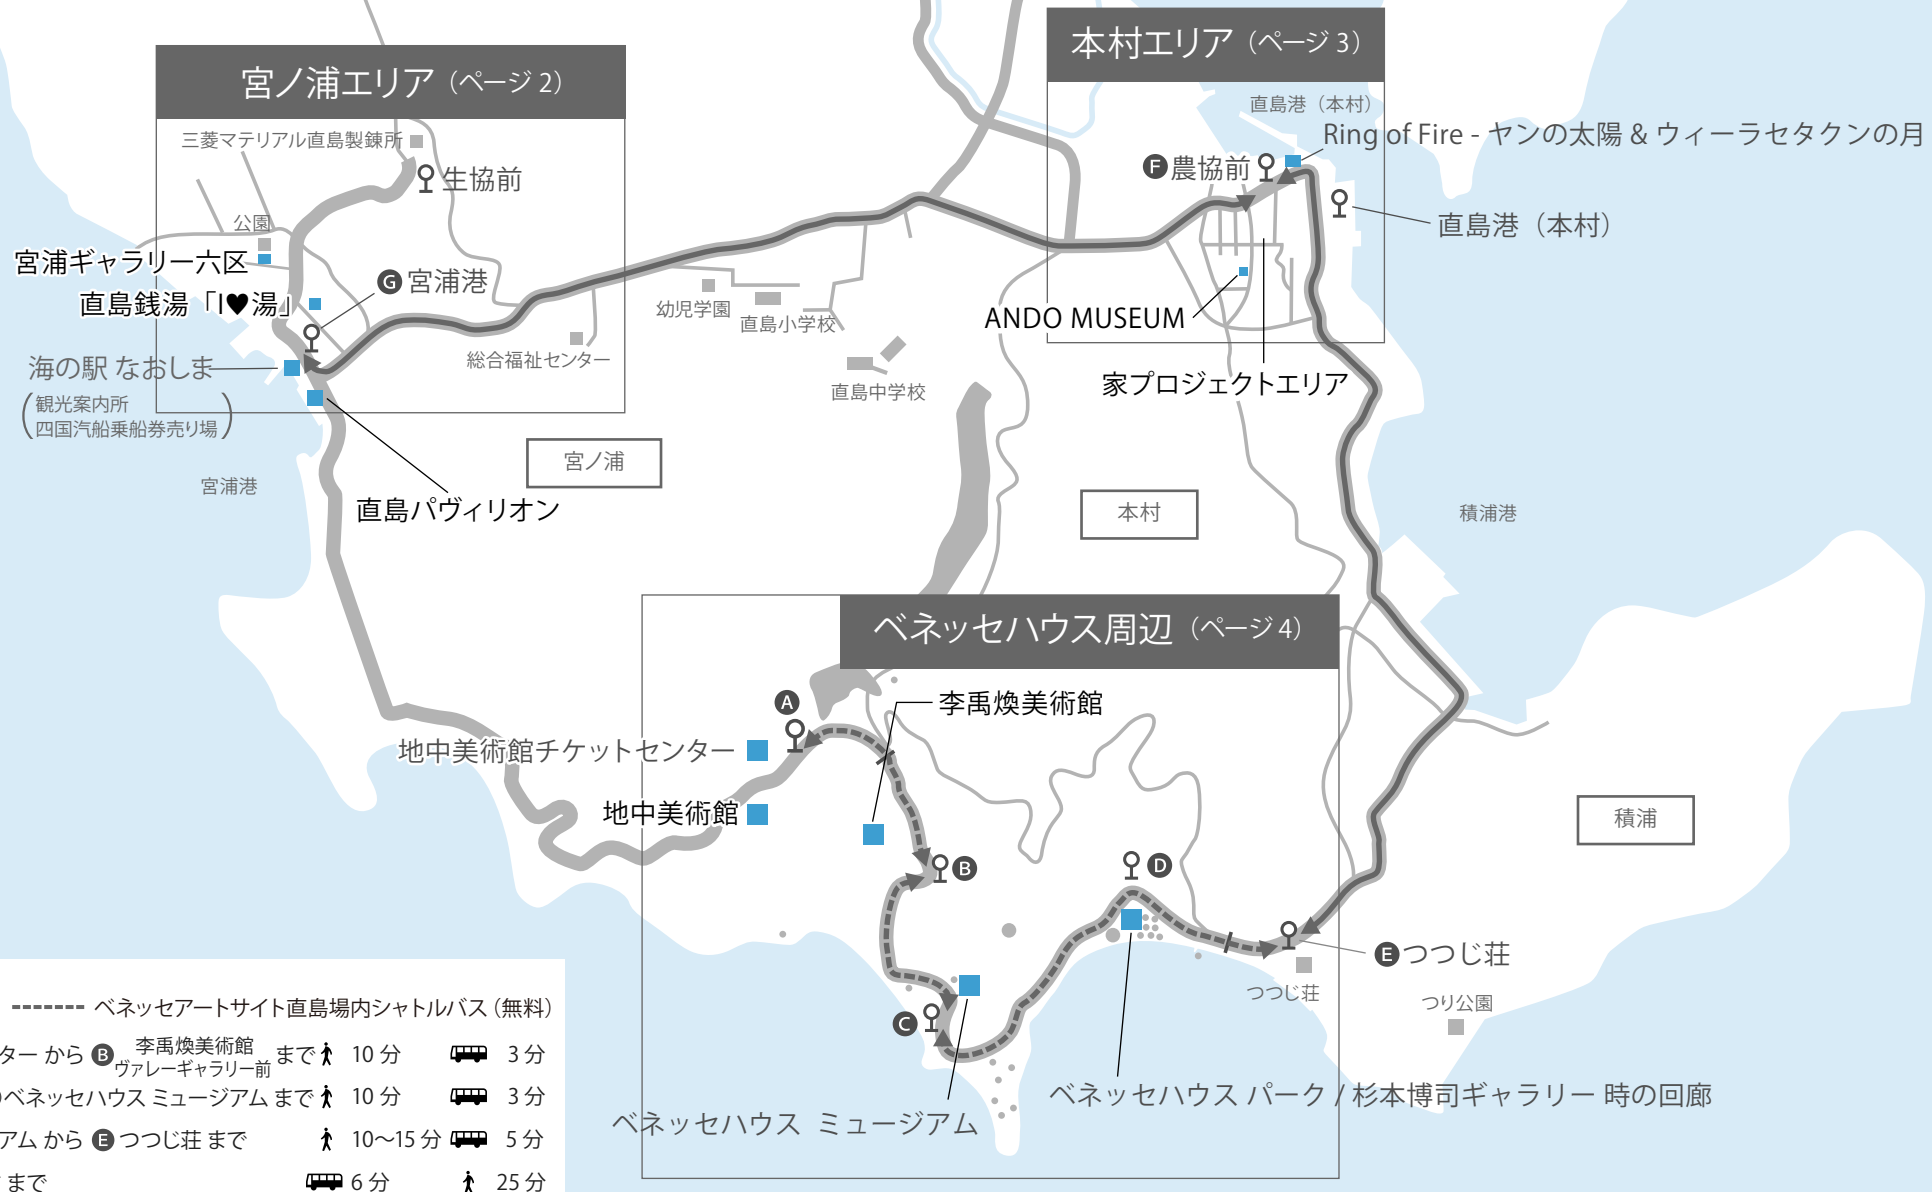 宮ノ浦エリア（ページ 2）
本村エリア（ページ 3）
直島港（本村）
Ring of Fire - ヤンの太陽 & ウィーラセタクンの月
三菱マテリアル直島製錬所
生協前
F 農協前
直島港（本村）
公園
宮浦ギャラリー六区
G 宮浦港
直島銭湯「I♥湯」
幼児学園
直島小学校
ANDO MUSEUM
海の駅 なおしま
総合福祉センター
（観光案内所
四国汽船乗船券売り場）
直島中学校
家プロジェクトエリア
宮ノ浦
宮浦港
直島パヴィリオン
本村
積浦港
ベネッセハウス周辺（ページ 4）
A
李禹煥美術館
地中美術館チケットセンター
地中美術館
積浦
B
D
E つつじ荘
つつじ荘
つり公園
C
ベネッセハウス パーク / 杉本博司ギャラリー 時の回廊
ベネッセハウス ミュージアム
ベネッセアートサイト直島場内シャトルバス（無料）
ター から B 李禹煥美術館 ヴァレーギャラリー前 まで 10 分 3 分
ベネッセハウス ミュージアム まで 10 分 3 分
アム から E つつじ荘 まで 10～15 分 5 分
まで 6 分 25 分